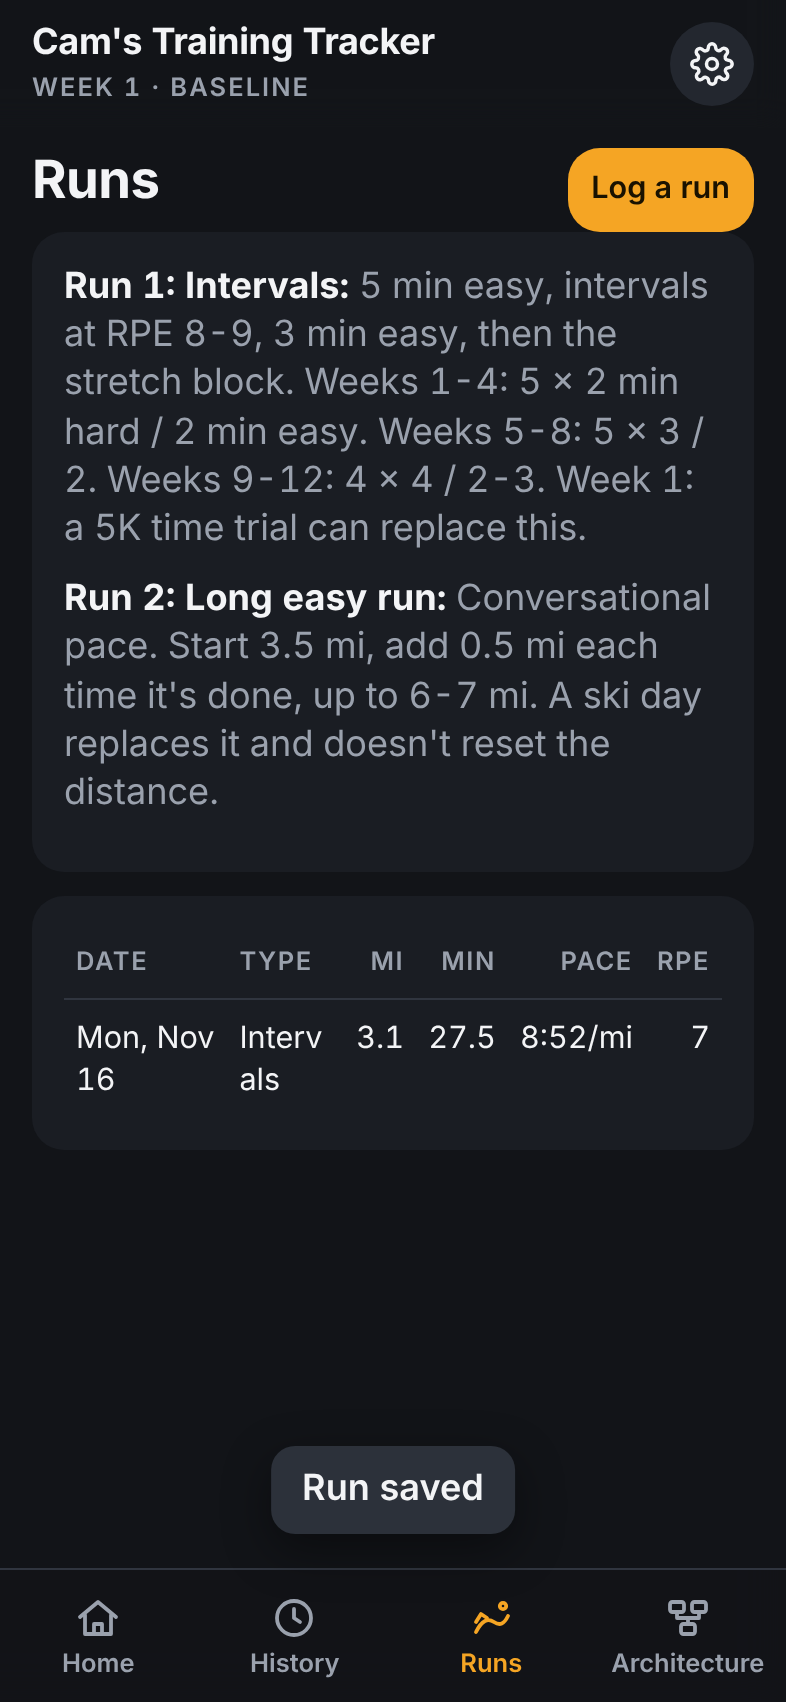 Cam's Training Tracker
WEEK 1 · BASELINE
Runs
Log a run
Run 1: Intervals: 5 min easy, intervals
at RPE 8-9, 3 min easy, then the
stretch block. Weeks 1-4: 5 × 2 min
hard / 2 min easy. Weeks 5-8: 5 × 3 /
2. Weeks 9-12: 4 × 4 / 2-3. Week 1:
a 5K time trial can replace this.
Run 2: Long easy run: Conversational
pace. Start 3.5 mi, add 0.5 mi each
time it's done, up to 6-7 mi. A ski day
replaces it and doesn't reset the
distance.
DATE TYPE MI MIN PACE RPE
Mon, Nov Interv 3.1 27.5 8:52/mi 7
16 als
Run saved
Home History Runs Architecture